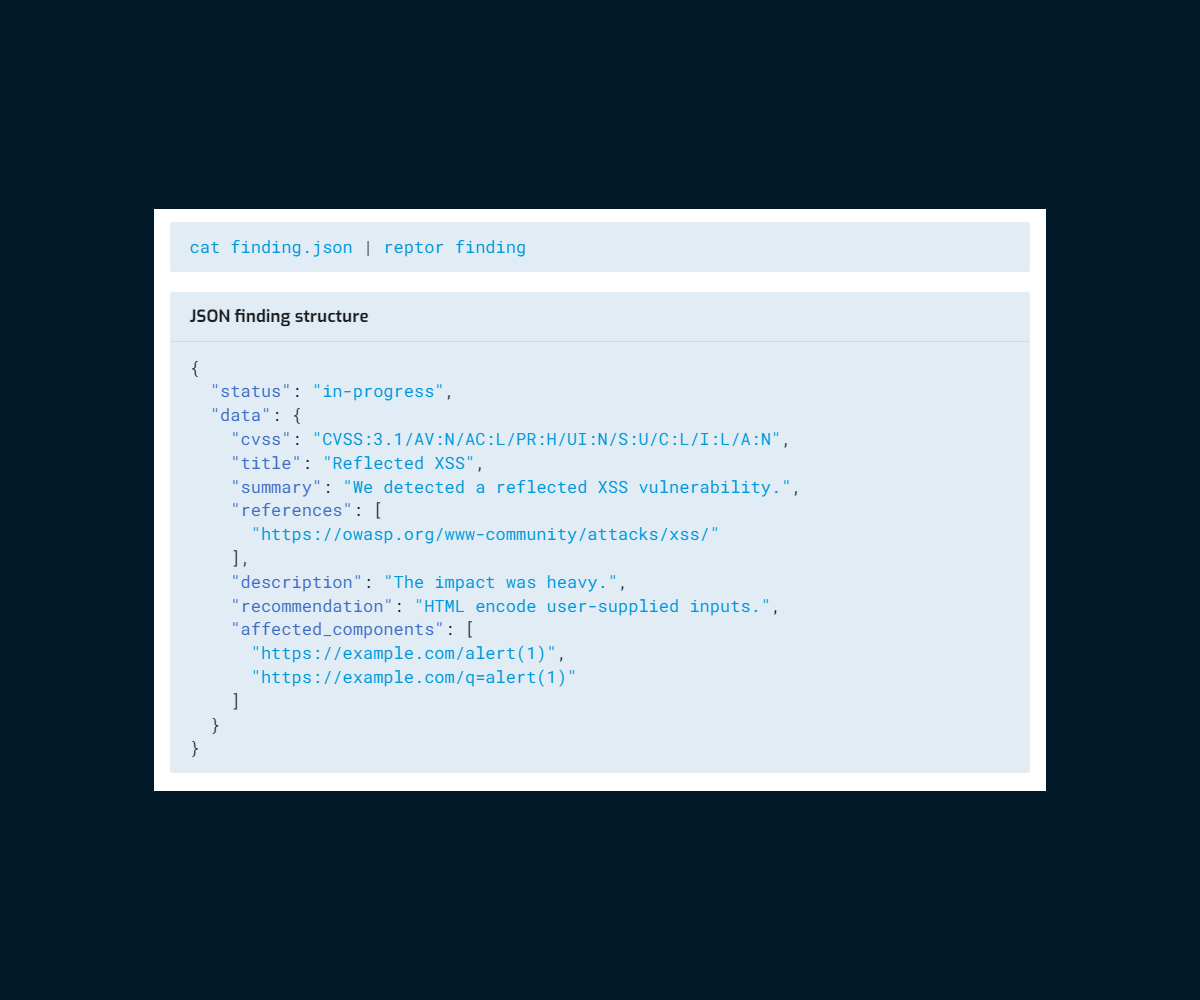 cat finding.json | reptor finding
JSON finding structure
{
  "status": "in-progress",
  "data": {
    "cvss": "CVSS:3.1/AV:N/AC:L/PR:H/UI:N/S:U/C:L/I:L/A:N",
    "title": "Reflected XSS",
    "summary": "We detected a reflected XSS vulnerability.",
    "references": [
      "https://owasp.org/www-community/attacks/xss/"
    ],
    "description": "The impact was heavy.",
    "recommendation": "HTML encode user-supplied inputs.",
    "affected_components": [
      "https://example.com/alert(1)",
      "https://example.com/q=alert(1)"
    ]
  }
}